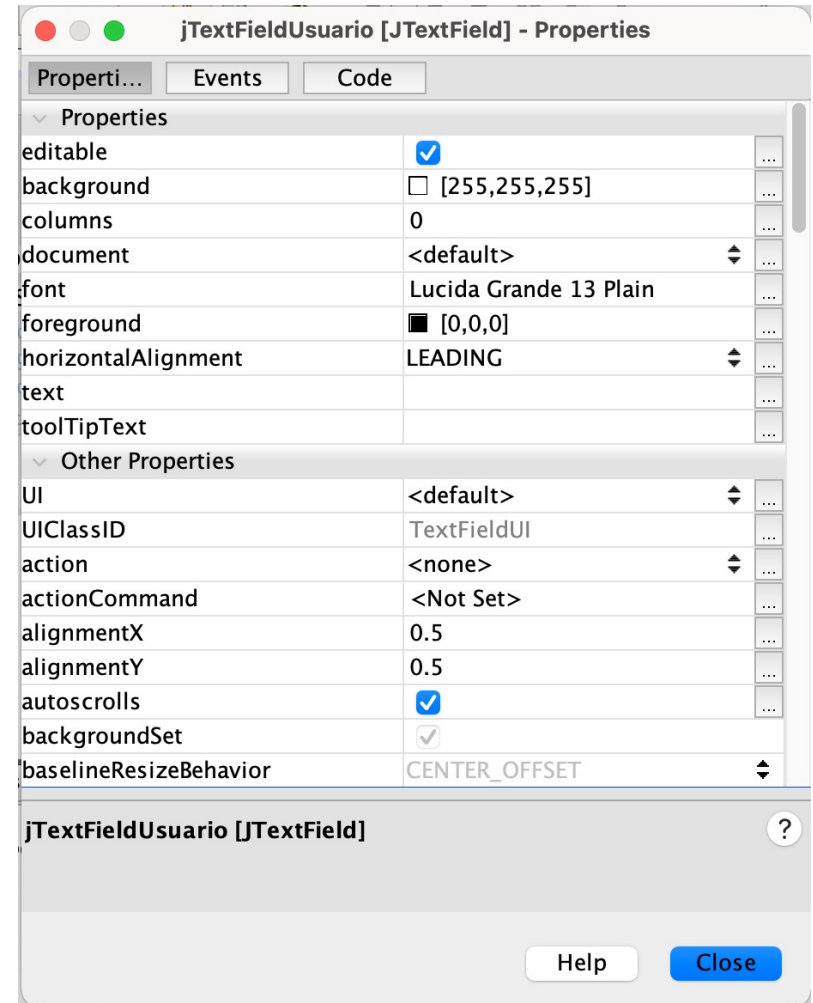 jTextFieldUsuario [JTextField] - Properties
Properti... Events Code
Properties
editable ...
background [255,255,255] ...
columns 0 ...
document <default> ...
font Lucida Grande 13 Plain ...
foreground [0,0,0] ...
horizontalAlignment LEADING ...
text ...
toolTipText ...
Other Properties
UI <default> ...
UIClassID TextFieldUI ...
action <none> ...
actionCommand <Not Set> ...
alignmentX 0.5 ...
alignmentY 0.5 ...
autoscrolls ...
backgroundSet
baselineResizeBehavior CENTER_OFFSET
jTextFieldUsuario [JTextField] ?
Help Close